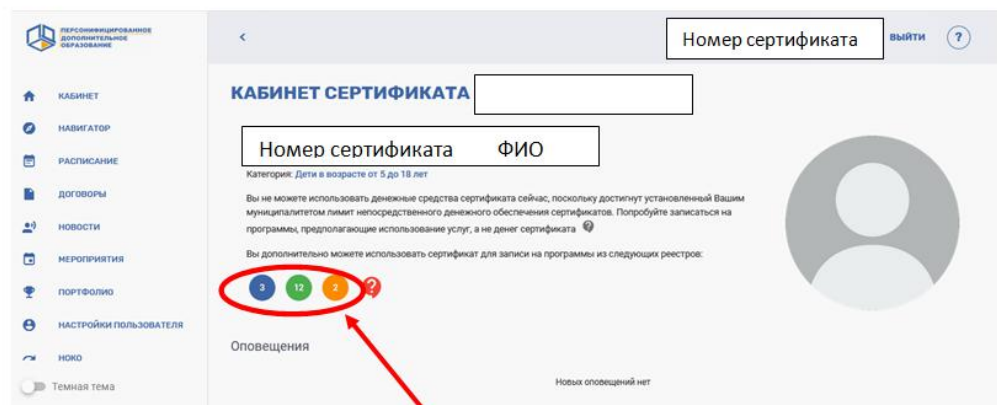 ПЕРСОНИФИЦИРОВАННОЕ
ДОПОЛНИТЕЛЬНОЕ
ОБРАЗОВАНИЕ
Номер сертификата
ВЫЙТИ
?
КАБИНЕТ
НАВИГАТОР
РАСПИСАНИЕ
ДОГОВОРЫ
НОВОСТИ
МЕРОПРИЯТИЯ
ПОРТФОЛИО
НАСТРОЙКИ ПОЛЬЗОВАТЕЛЯ
НОКО
Темная тема
КАБИНЕТ СЕРТИФИКАТА
Номер сертификата ФИО
Категория: Дети в возрасте от 5 до 18 лет
Вы не можете использовать денежные средства сертификата сейчас, поскольку достигнут установленный Вашим
муниципалитетом лимит непосредственного денежного обеспечения сертификатов. Попробуйте записаться на
программы, предполагающие использование услуг, а не денег сертификата ?
Вы дополнительно можете использовать сертификат для записи на программы из следующих реестров:
3 12 2 ?
Оповещения
Новых оповещений нет